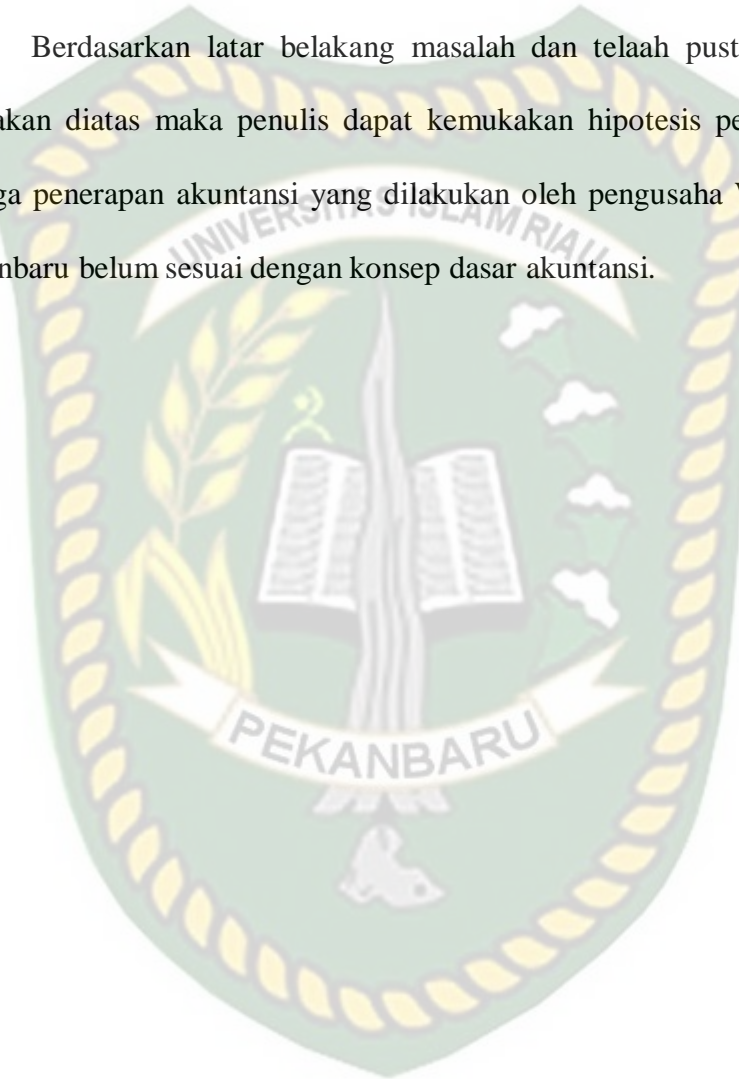 Berdasarkan latar belakang masalah dan telaah pust
akan diatas maka penulis dapat kemukakan hipotesis pe
ga penerapan akuntansi yang dilakukan oleh pengusaha
UNIVERSITAS ISLAM RIAU
nbaru belum sesuai dengan konsep dasar akuntansi.
PEKANBARU